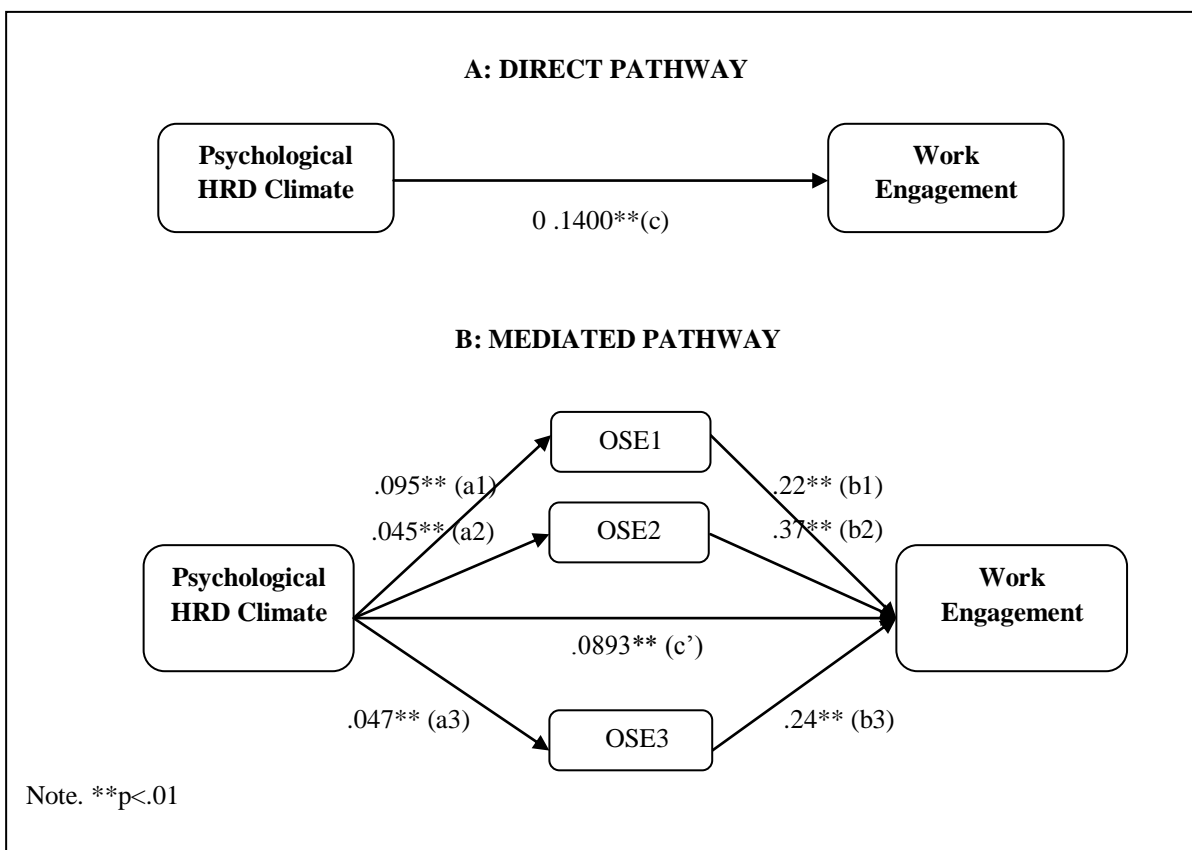 A: DIRECT PATHWAY
Psychological
HRD Climate
Work
Engagement
0 .1400**(c)
B: MEDIATED PATHWAY
OSE1
.095** (a1)
.22** (b1)
.045** (a2)
OSE2
.37** (b2)
Psychological
HRD Climate
Work
Engagement
.0893** (c’)
.047** (a3)
OSE3
.24** (b3)
Note. **p<.01